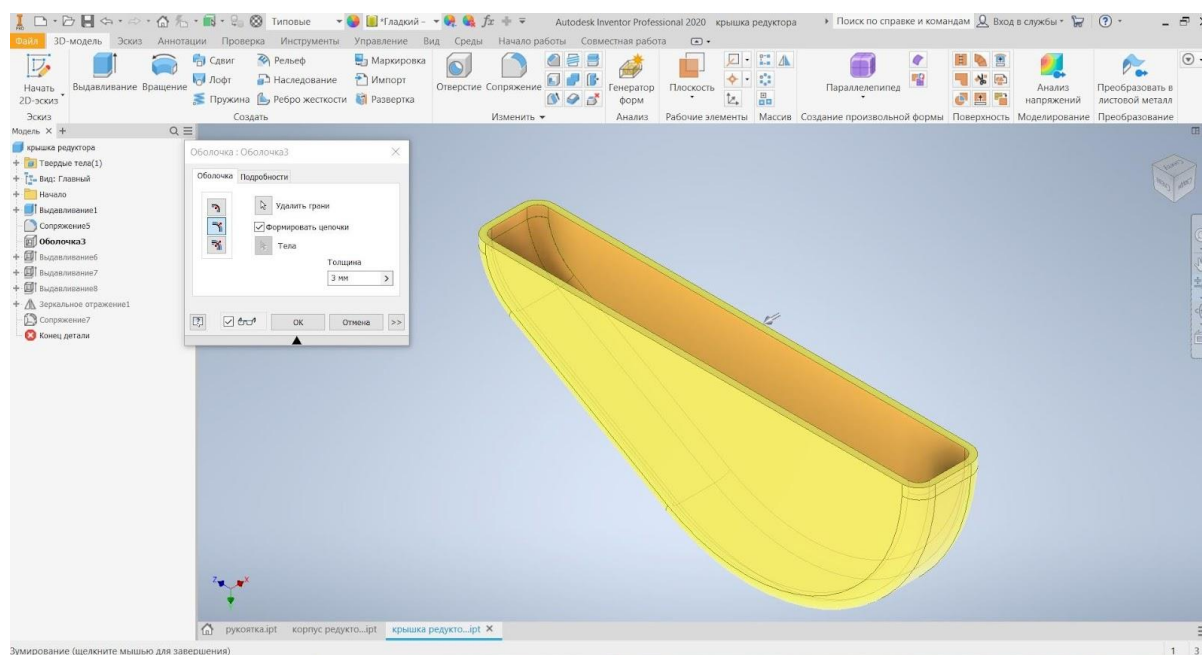 Типовые
*Гладкий -
Autodesk Inventor Professional 2020 крышка редуктора
Поиск по справке и командам
Вход в службы
Файл 3D-модель Эскиз Аннотации Проверка Инструменты Управление Вид Среды Начало работы Совместная работа
Начать 2D-эскиз
Выдавливание Вращение
Сдвиг Рельеф Маркировка
Лофт Наследование Импорт
Пружина Ребро жесткости Развертка
Отверстие Сопряжение
Генератор форм
Плоскость
Параллелепипед
Анализ напряжений
Преобразовать в листовой металл
Эскиз Создать Изменить Анализ Рабочие элементы Массив Создание произвольной формы Поверхность Моделирование Преобразование
Модель × +
крышка редуктора
Твердые тела(1)
Вид: Главный
Начало
Выдавливание1
Сопряжение5
Оболочка3
Выдавливание6
Выдавливание7
Выдавливание8
Зеркальное отражение1
Сопряжение7
Конец детали
Оболочка : Оболочка3
Оболочка Подробности
Удалить грани
Формировать цепочки
Тела
Толщина
3 мм >
ОК Отмена >>
Z X
рукоятка.ipt корпус редукто...ipt крышка редукто...ipt ×
Зумирование (щелкните мышью для завершения)
1 3